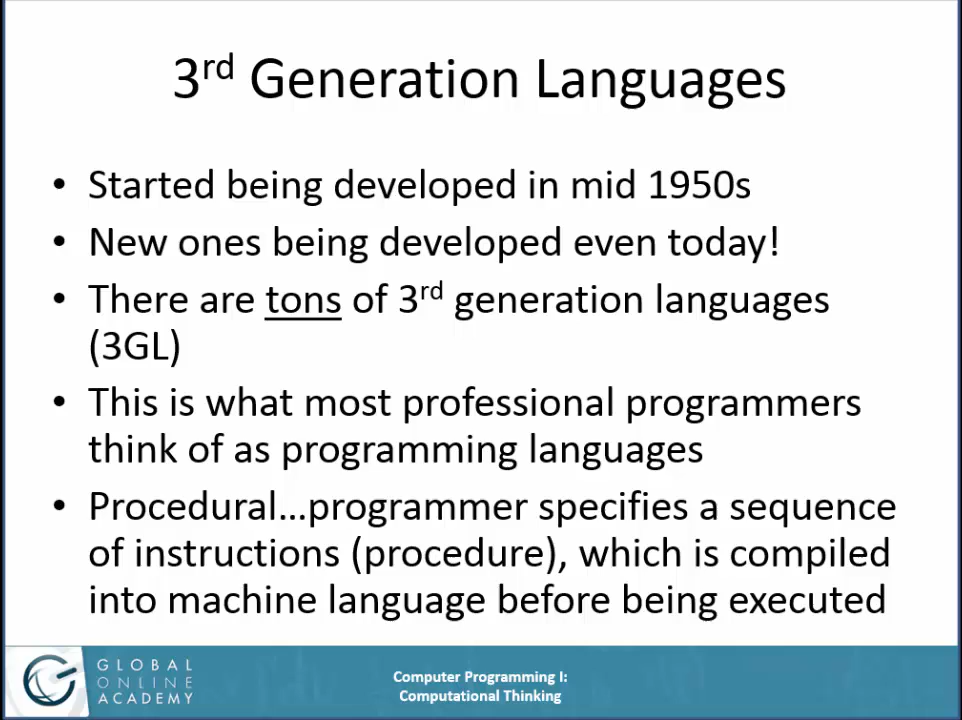 3rd Generation Languages
• Started being developed in mid 1950s
• New ones being developed even today!
• There are tons of 3rd generation languages
(3GL)
• This is what most professional programmers
think of as programming languages
• Procedural…programmer specifies a sequence
of instructions (procedure), which is compiled
into machine language before being executed
GLOBAL
ONLINE
ACADEMY
Computer Programming I:
Computational Thinking